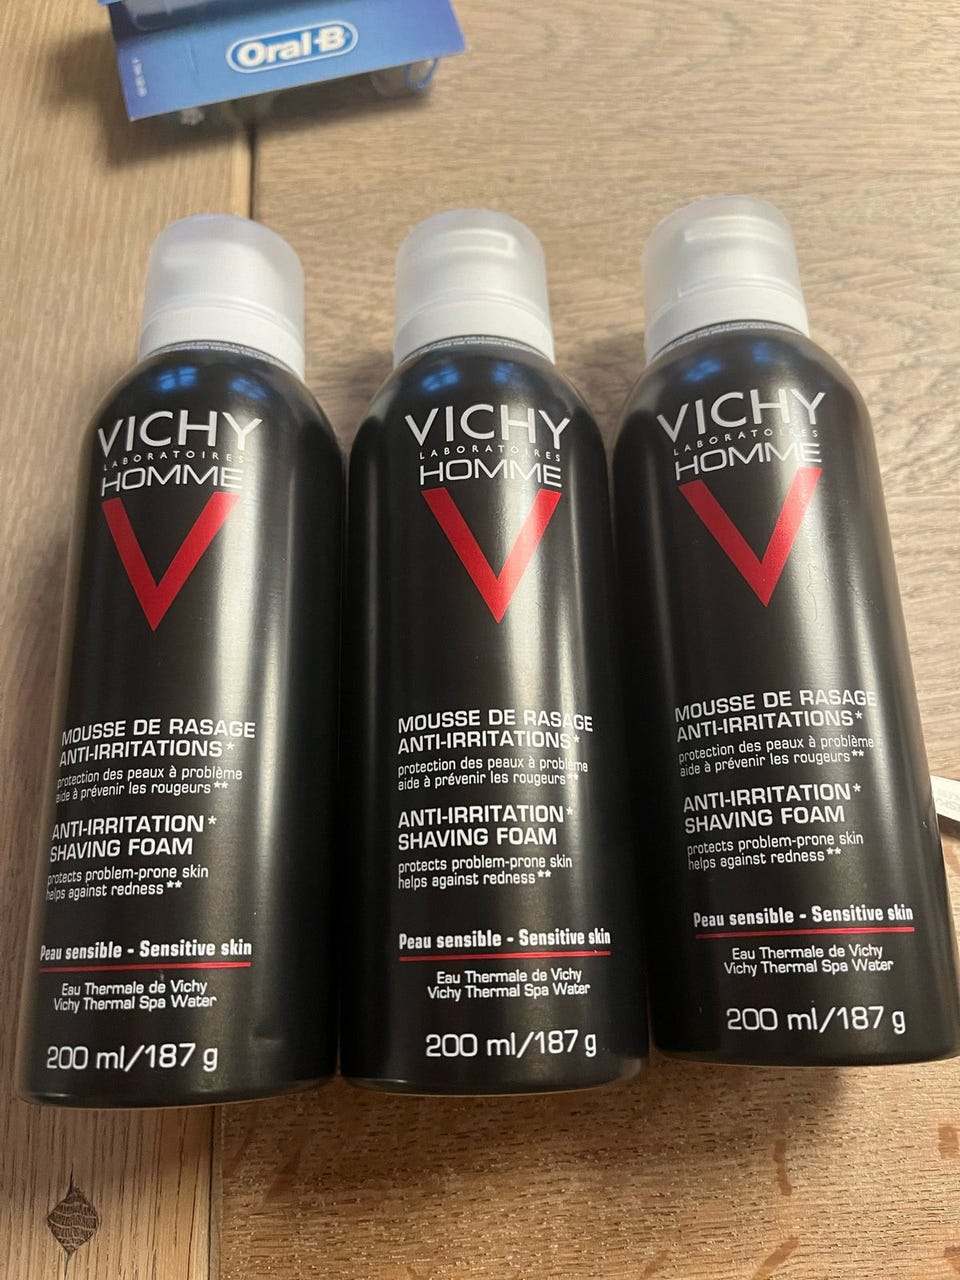 Oral-B
VICHY
LABORATOIRES
HOMME
MOUSSE DE RASAGE
ANTI-IRRITATIONS*
protection des peaux à problème
aide à prévenir les rougeurs**
ANTI-IRRITATION*
SHAVING FOAM
protects problem-prone skin
helps against redness**
Peau sensible - Sensitive skin
Eau Thermale de Vichy
Vichy Thermal Spa Water
200 ml/187 g
VICHY
LABORATOIRES
HOMME
MOUSSE DE RASAGE
ANTI-IRRITATIONS*
protection des peaux à problème
aide à prévenir les rougeurs**
ANTI-IRRITATION*
SHAVING FOAM
protects problem-prone skin
helps against redness**
Peau sensible - Sensitive skin
Eau Thermale de Vichy
Vichy Thermal Spa Water
200 ml/187 g
VICHY
LABORATOIRES
HOMME
MOUSSE DE RASAGE
ANTI-IRRITATIONS*
protection des peaux à problème
aide à prévenir les rougeurs**
ANTI-IRRITATION*
SHAVING FOAM
protects problem-prone skin
helps against redness**
Peau sensible - Sensitive skin
Eau Thermale de Vichy
Vichy Thermal Spa Water
200 ml/187 g